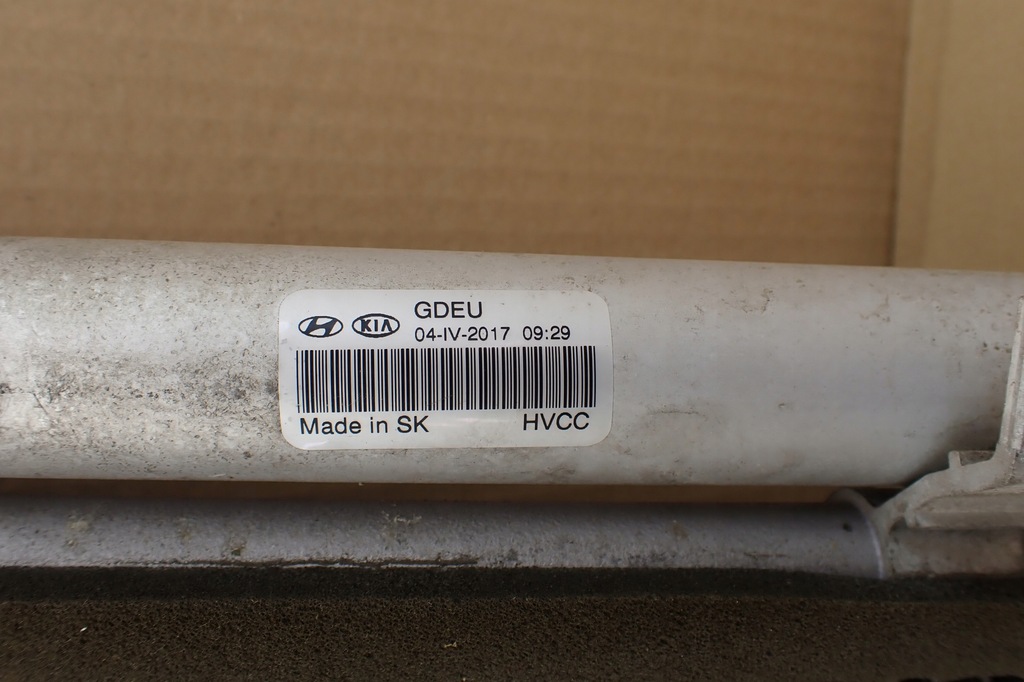 GDEU
KIA 04-IV-2017 09:29
Made in SK HVCC